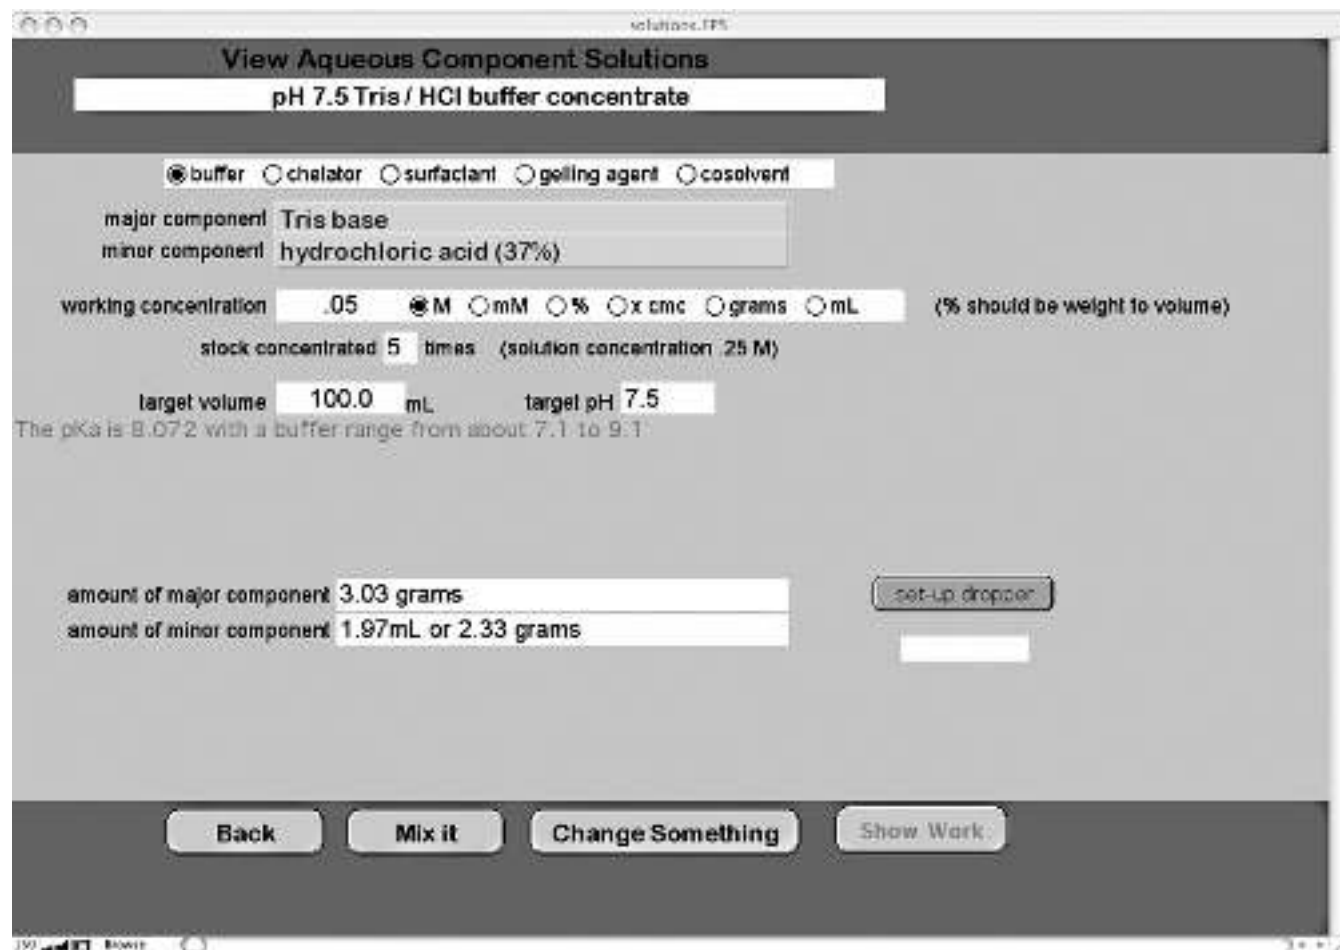 solutions.FP5
View Aqueous Component Solutions
pH 7.5 Tris / HCl buffer concentrate
buffer chelator surfactant gelling agent cosolvent
major component Tris base
minor component hydrochloric acid (37%)
working concentration .05 M mM % x cmc grams mL (% should be weight to volume)
stock concentrated 5 times (solution concentration .25 M)
target volume 100.0 mL target pH 7.5
The pKa is 8.072 with a buffer range from about 7.1 to 9.1
amount of major component 3.03 grams set-up dropper
amount of minor component 1.97mL or 2.33 grams
Back Mix it Change Something Show Work
Browse